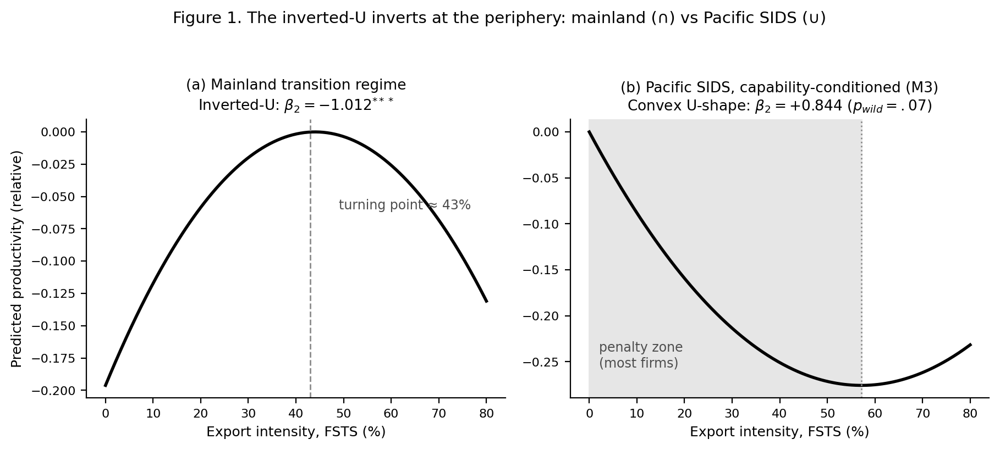 Figure 1. The inverted-U inverts at the periphery: mainland (∩) vs Pacific SIDS (∪)
(a) Mainland transition regime
Inverted-U: β₂ = −1.012***
Predicted productivity (relative)
0.000
−0.025
−0.050
−0.075
−0.100
−0.125
−0.150
−0.175
−0.200
turning point ≈ 43%
0 10 20 30 40 50 60 70 80
Export intensity, FSTS (%)
(b) Pacific SIDS, capability-conditioned (M3)
Convex U-shape: β₂ = +0.844 (p_wild = .07)
0.00
−0.05
−0.10
−0.15
−0.20
−0.25
penalty zone
(most firms)
0 10 20 30 40 50 60 70 80
Export intensity, FSTS (%)